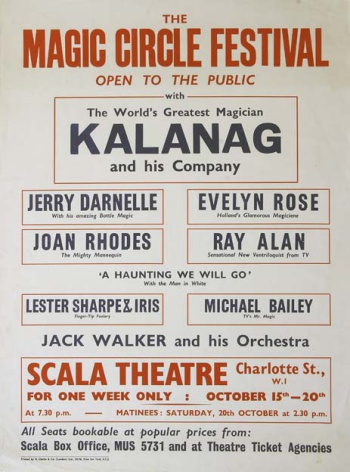 THE
MAGIC CIRCLE FESTIVAL
OPEN TO THE PUBLIC
with
The World's Greatest Magician
KALANAG
and his Company
JERRY DARNELLE
With his amazing Bottle Magic
EVELYN ROSE
Holland's Glamorous Magicienne
JOAN RHODES
The Mighty Mannequin
RAY ALAN
Sensational New Ventriloquist from TV
'A HAUNTING WE WILL GO'
With the Man in White
LESTER SHARPE & IRIS
Finger-Tip Foolery
MICHAEL BAILEY
TV's Mr. Magic
JACK WALKER and his Orchestra
SCALA THEATRE Charlotte St., W.1
FOR ONE WEEK ONLY : OCTOBER 15th—20th
At 7.30 p.m. — MATINEES : SATURDAY, 20th OCTOBER at 2.30 p.m.
All Seats bookable at popular prices from:
Scala Box Office, MUS 5731 and at Theatre Ticket Agencies